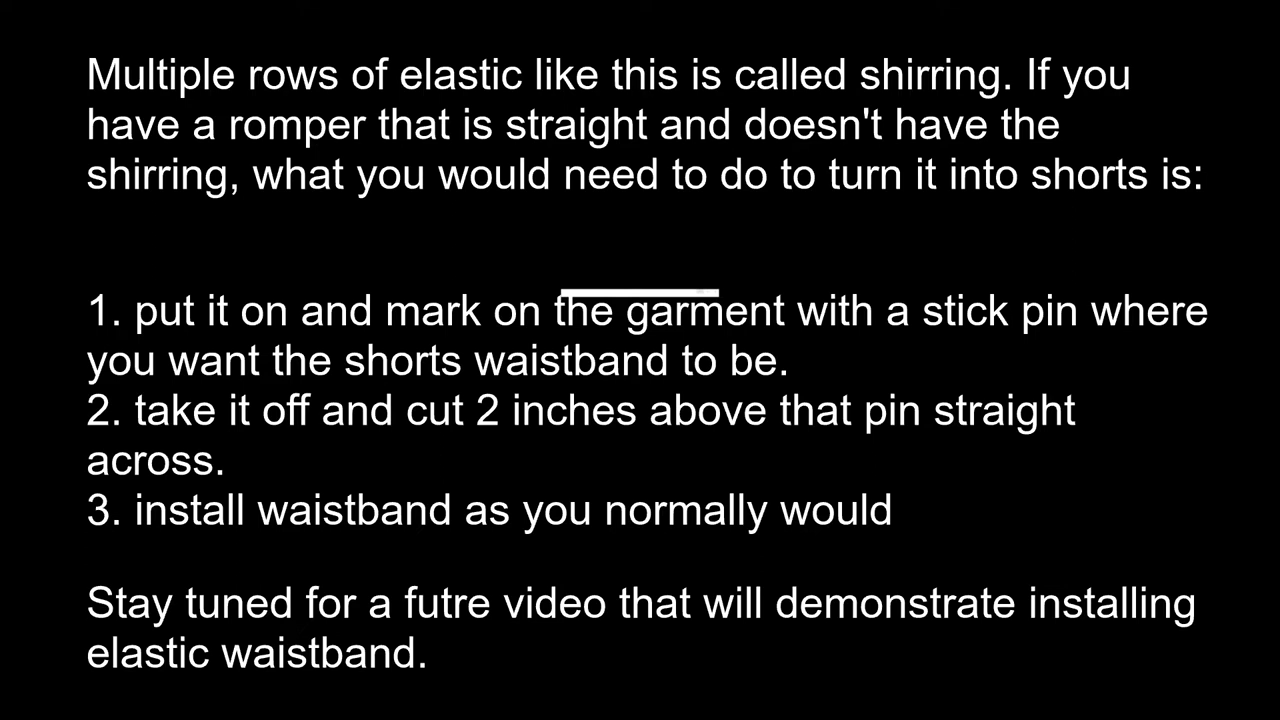 Multiple rows of elastic like this is called shirring. If you
have a romper that is straight and doesn't have the
shirring, what you would need to do to turn it into shorts is:
1. put it on and mark on the garment with a stick pin where
you want the shorts waistband to be.
2. take it off and cut 2 inches above that pin straight
across.
3. install waistband as you normally would
Stay tuned for a futre video that will demonstrate installing
elastic waistband.